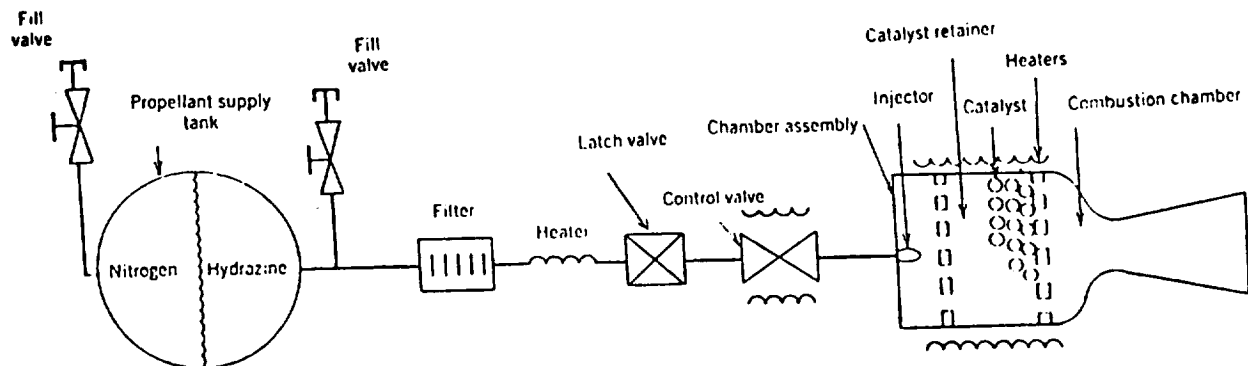 Fill
valve
Fill
valve
Propellant supply
tank
Nitrogen
Hydrazine
Filter
Heater
Latch valve
Control valve
Chamber assembly
Injector
Catalyst retainer
Catalyst
Heaters
Combustion chamber